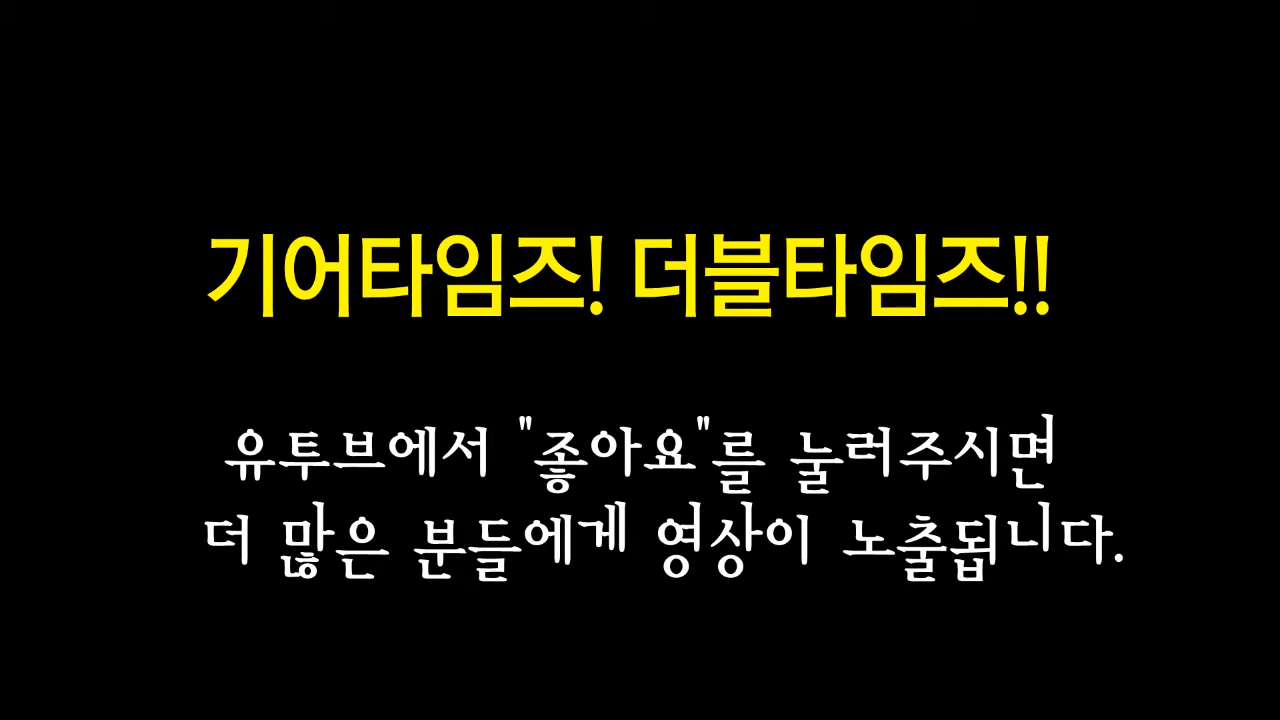 기어타임즈! 더블타임즈!!
유투브에서 "좋아요"를 눌러주시면
더 많은 분들에게 영상이 노출됩니다.